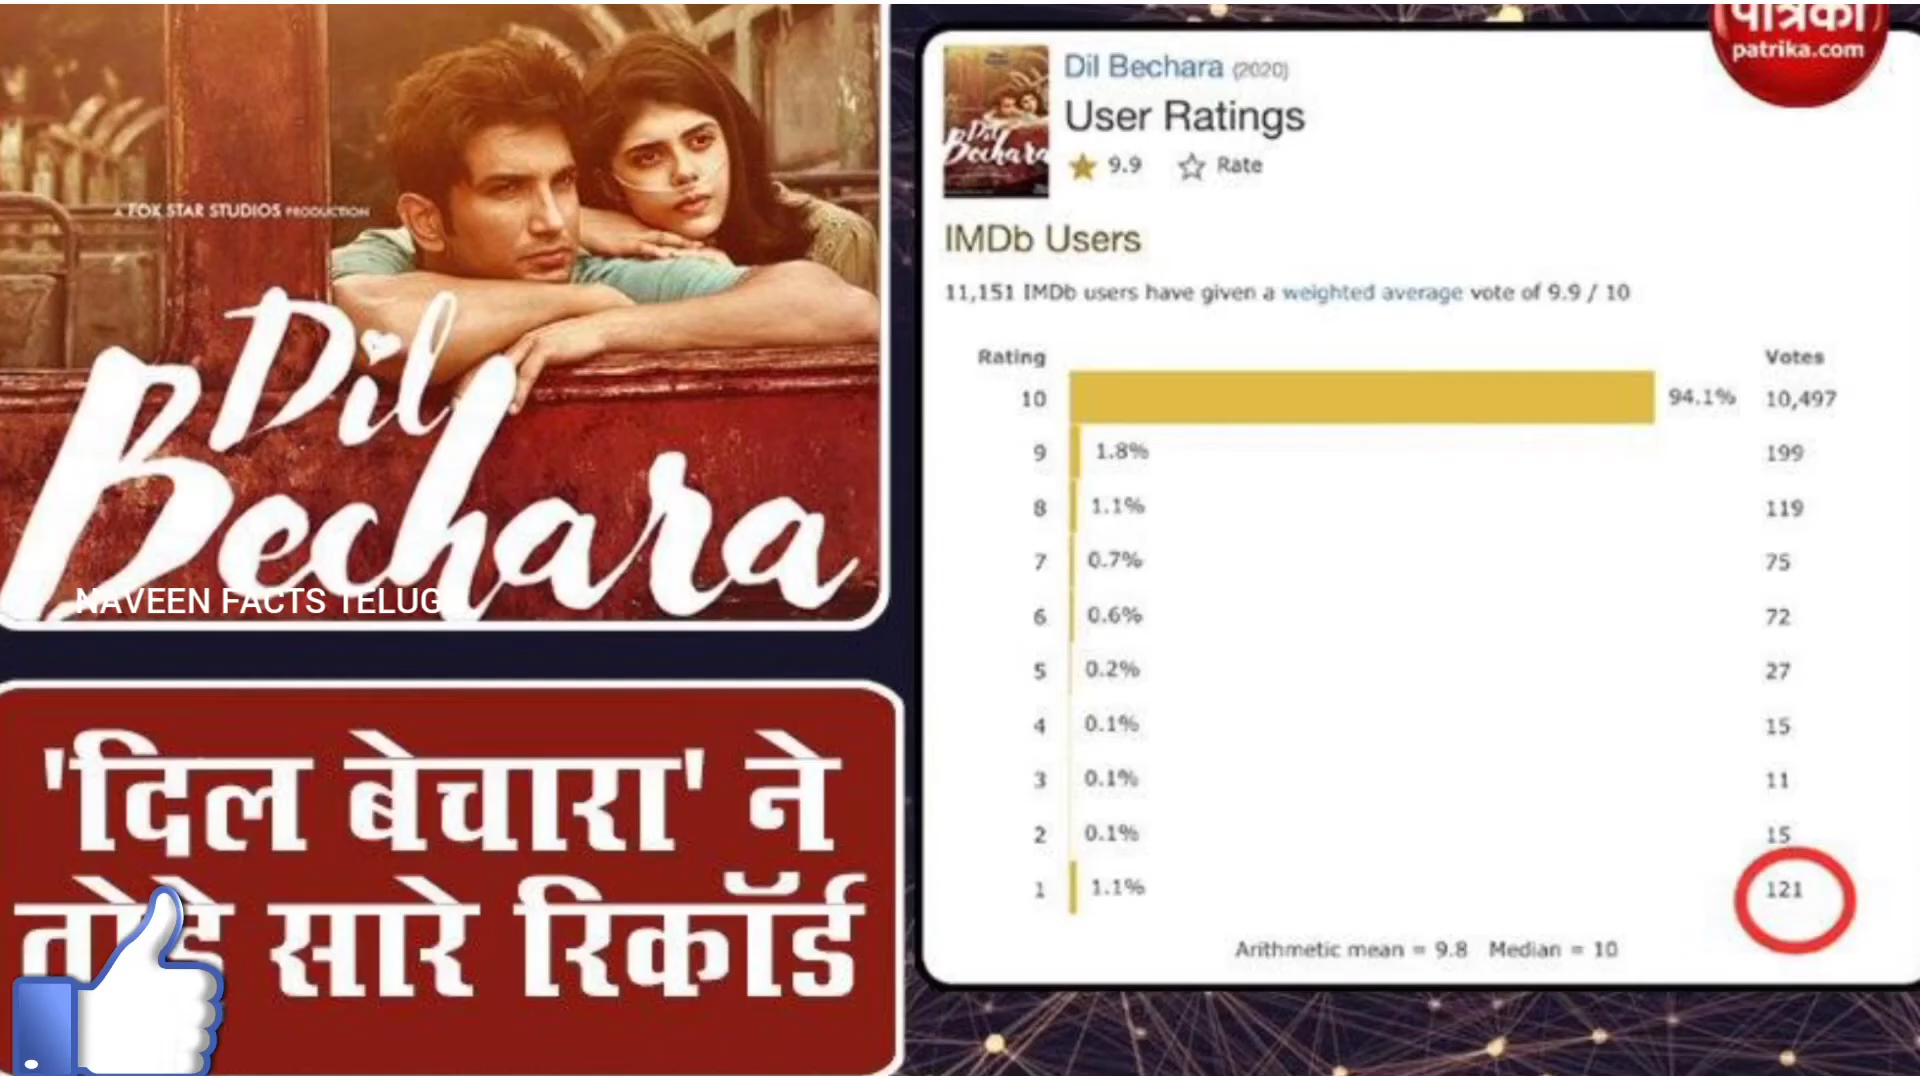 A FOX STAR STUDIOS PRODUCTION
Dil
Bechara
NAVEEN FACTS TELUG
'दिल बेचारा' ने
तोड़े सारे रिकॉर्ड
पत्रिका
patrika.com
Dil Bechara
Dil Bechara (2020)
User Ratings
9.9 Rate
IMDb Users
11,151 IMDb users have given a weighted average vote of 9.9 / 10
Rating Votes
10 94.1% 10,497
9 1.8% 199
8 1.1% 119
7 0.7% 75
6 0.6% 72
5 0.2% 27
4 0.1% 15
3 0.1% 11
2 0.1% 15
1 1.1% 121
Arithmetic mean = 9.8 Median = 10